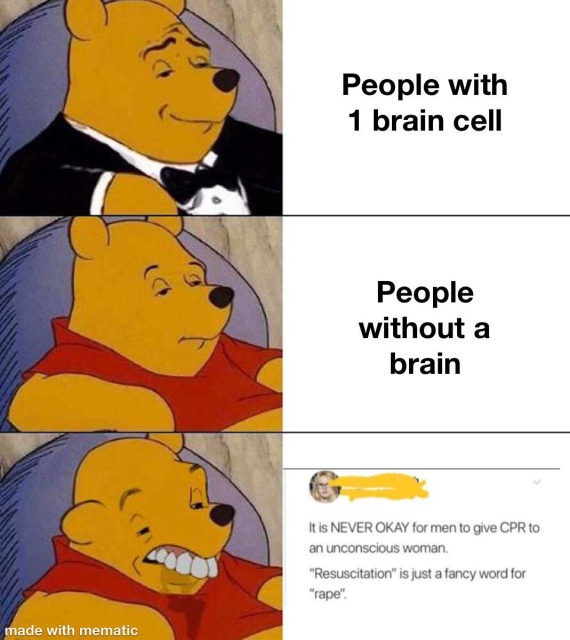 People with
1 brain cell
People
without a
brain
It is NEVER OKAY for men to give CPR to
an unconscious woman.
"Resuscitation" is just a fancy word for
"rape".
made with mematic